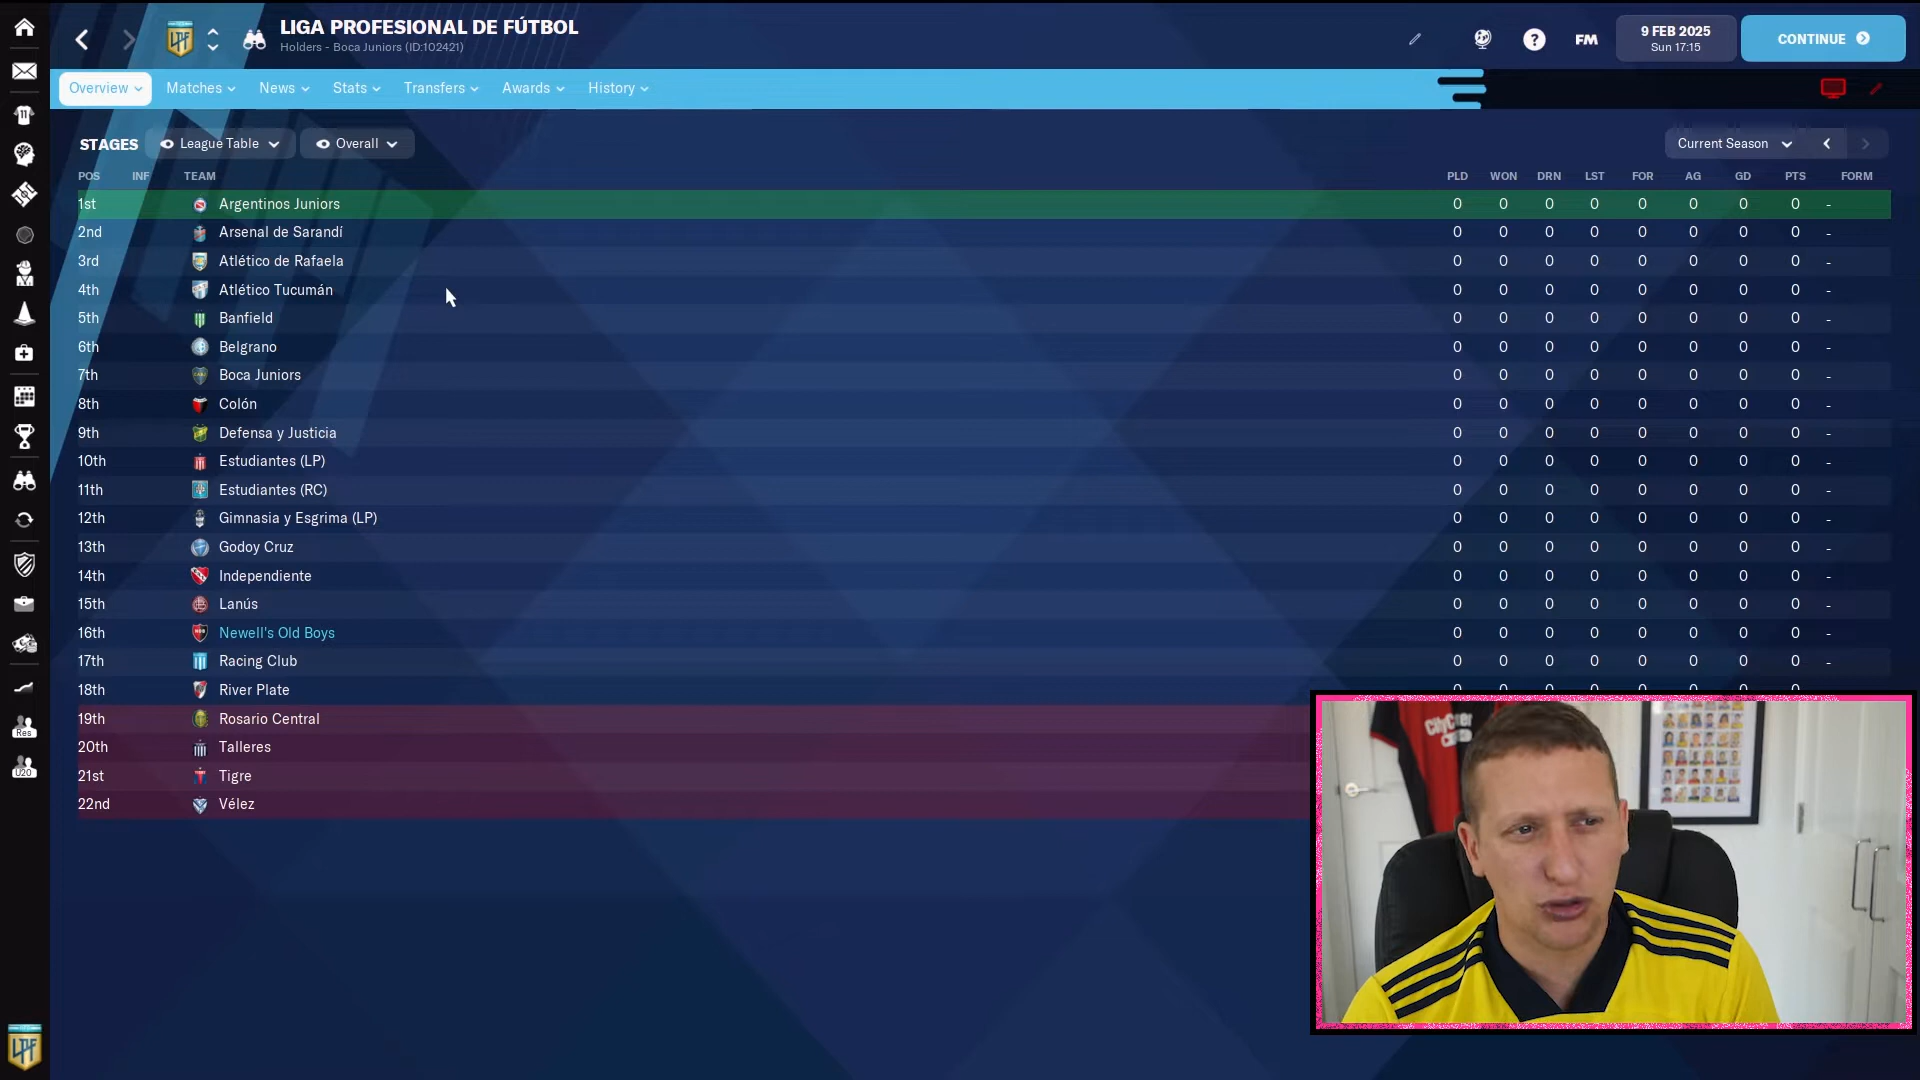 LIGA PROFESIONAL DE FÚTBOL
Holders - Boca Juniors (ID:102421)
FM
9 FEB 2025
Sun 17:15
CONTINUE
Overview Matches News Stats Transfers Awards History
STAGES League Table Overall Current Season
POS INF TEAM PLD WON DRN LST FOR AG GD PTS FORM
1st Argentinos Juniors 0 0 0 0 0 0 0 0 -
2nd Arsenal de Sarandí 0 0 0 0 0 0 0 0 -
3rd Atlético de Rafaela 0 0 0 0 0 0 0 0 -
4th Atlético Tucumán 0 0 0 0 0 0 0 0 -
5th Banfield 0 0 0 0 0 0 0 0 -
6th Belgrano 0 0 0 0 0 0 0 0 -
7th Boca Juniors 0 0 0 0 0 0 0 0 -
8th Colón 0 0 0 0 0 0 0 0 -
9th Defensa y Justicia 0 0 0 0 0 0 0 0 -
10th Estudiantes (LP) 0 0 0 0 0 0 0 0 -
11th Estudiantes (RC) 0 0 0 0 0 0 0 0 -
12th Gimnasia y Esgrima (LP) 0 0 0 0 0 0 0 0 -
13th Godoy Cruz 0 0 0 0 0 0 0 0 -
14th Independiente 0 0 0 0 0 0 0 0 -
15th Lanús 0 0 0 0 0 0 0 0 -
16th Newell's Old Boys 0 0 0 0 0 0 0 0 -
17th Racing Club 0 0 0 0 0 0 0 0 -
18th River Plate 0 0 0 0 0 0 0 0
19th Rosario Central
20th Talleres
21st Tigre
22nd Vélez
Res
U20
LPF